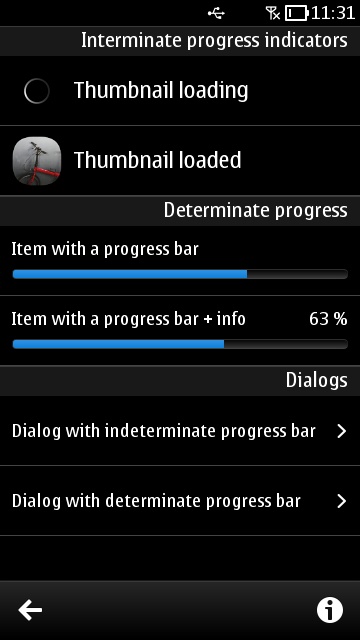 11:31
Interminate progress indicators
Thumbnail loading
Thumbnail loaded
Determinate progress
Item with a progress bar
Item with a progress bar + info 63 %
Dialogs
Dialog with indeterminate progress bar
Dialog with determinate progress bar